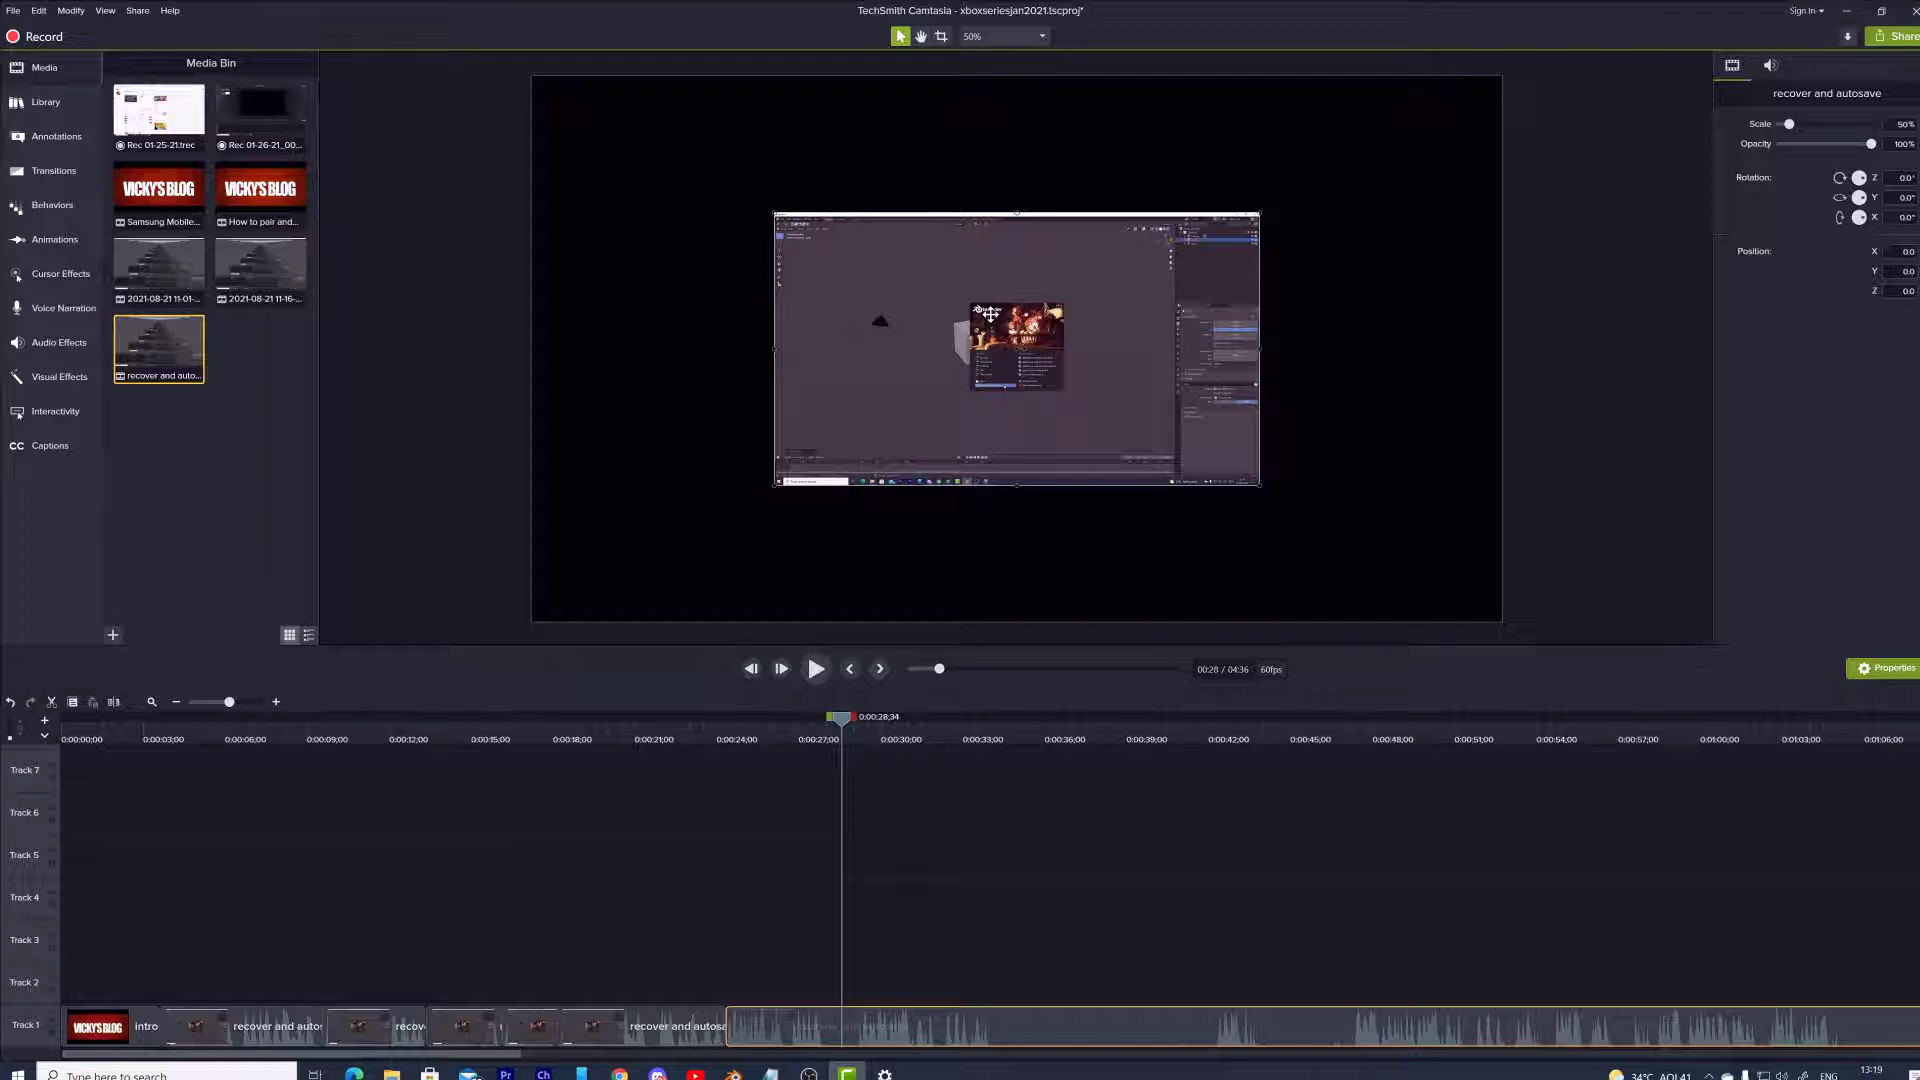 File Edit Modify View Share Help
TechSmith Camtasia - xboxseriesjan2021.tscproj*
Sign In
Record
50%
Share
Media
Library
Annotations
Transitions
Behaviors
Animations
Cursor Effects
Voice Narration
Audio Effects
Visual Effects
Interactivity
CC Captions
Media Bin
Rec 01-25-21.trec
Rec 01-26-21_00...
VICKY'S BLOG
VICKY'S BLOG
Samsung Mobile...
How to pair and...
2021-08-21 11-01-...
2021-08-21 11-16-...
recover and auto...
recover and autosave
Scale 50%
Opacity 100%
Rotation: Z 0.0°
Y 0.0°
X 0.0°
Position: X 0.0
Y 0.0
Z 0.0
00:28 / 04:36 60fps
Properties
0:00:28;34
0:00:00;00 0:00:03;00 0:00:06;00 0:00:09;00 0:00:12;00 0:00:15;00 0:00:18;00 0:00:21;00 0:00:24;00 0:00:27;00 0:00:30;00 0:00:33;00 0:00:36;00 0:00:39;00 0:00:42;00 0:00:45;00 0:00:48;00 0:00:51;00 0:00:54;00 0:00:57;00 0:01:00;00 0:01:03;00 0:01:06;00
Track 7
Track 6
Track 5
Track 4
Track 3
Track 2
Track 1
VICKY'S BLOG intro recover and auto recov recover and autosa
Type here to search
Pr Ch
34°C AQI 41
ENG
13:19